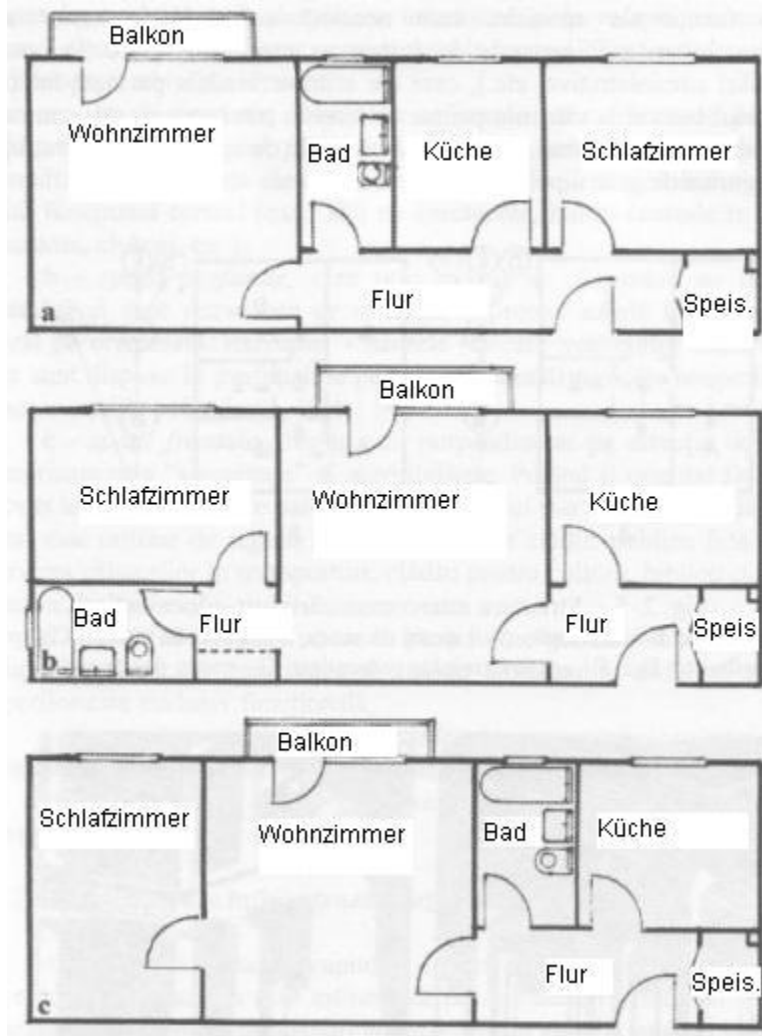 Balkon
Wohnzimmer
Bad
Küche
Schlafzimmer
Flur
Speis.
a
Balkon
Schlafzimmer
Wohnzimmer
Küche
Bad
Flur
Flur
Speis.
b
Balkon
Schlafzimmer
Wohnzimmer
Bad
Küche
Flur
Speis.
c